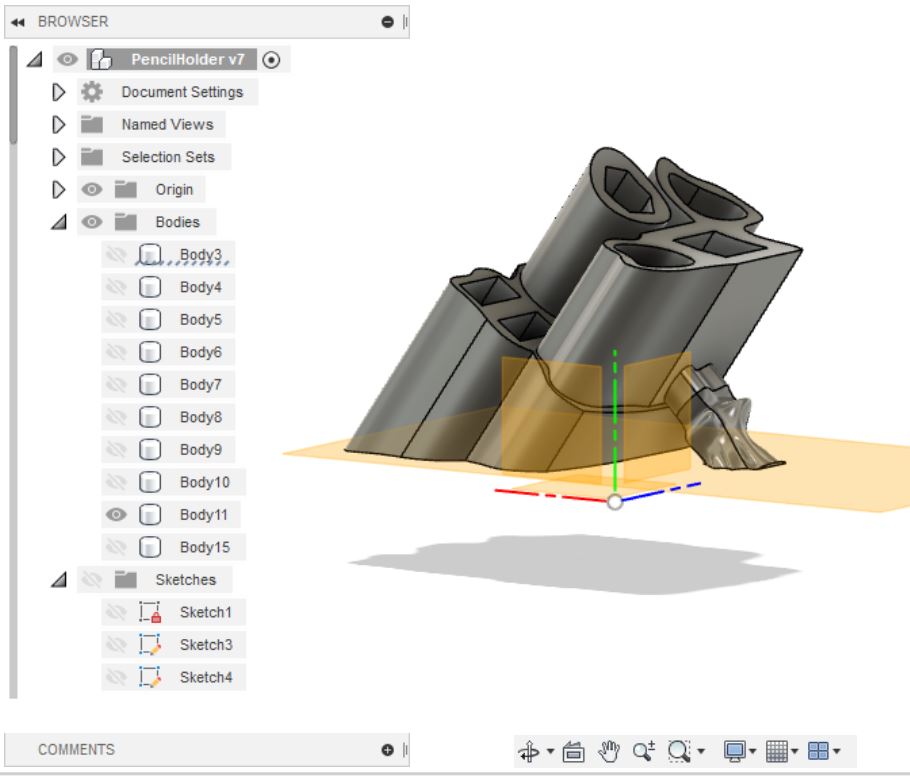 BROWSER
PencilHolder v7
Document Settings
Named Views
Selection Sets
Origin
Bodies
Body3
Body4
Body5
Body6
Body7
Body8
Body9
Body10
Body11
Body15
Sketches
Sketch1
Sketch3
Sketch4
COMMENTS